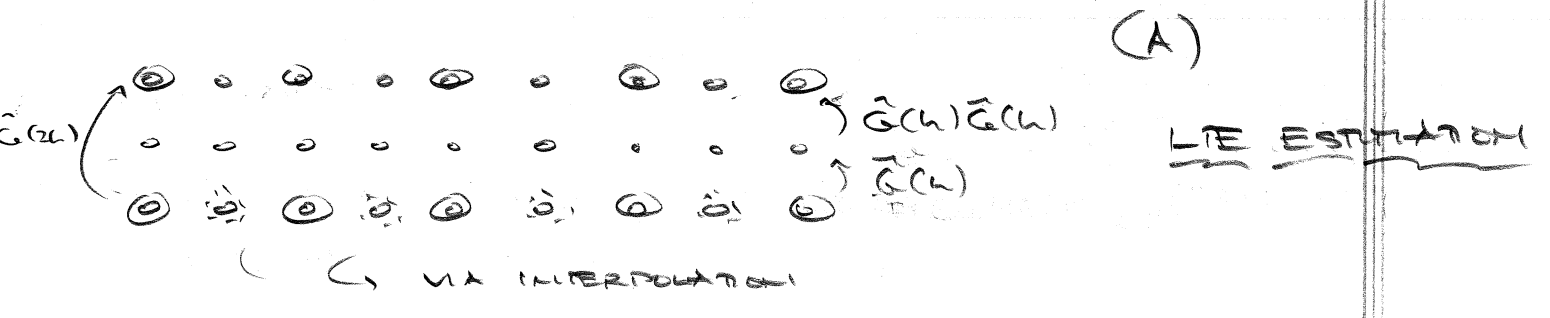 (A)
Ĝ(2h)
Ĝ(h)Ĝ(h)
LTE ESTIMATION
Ĝ(h)
VIA INTERPOLATION